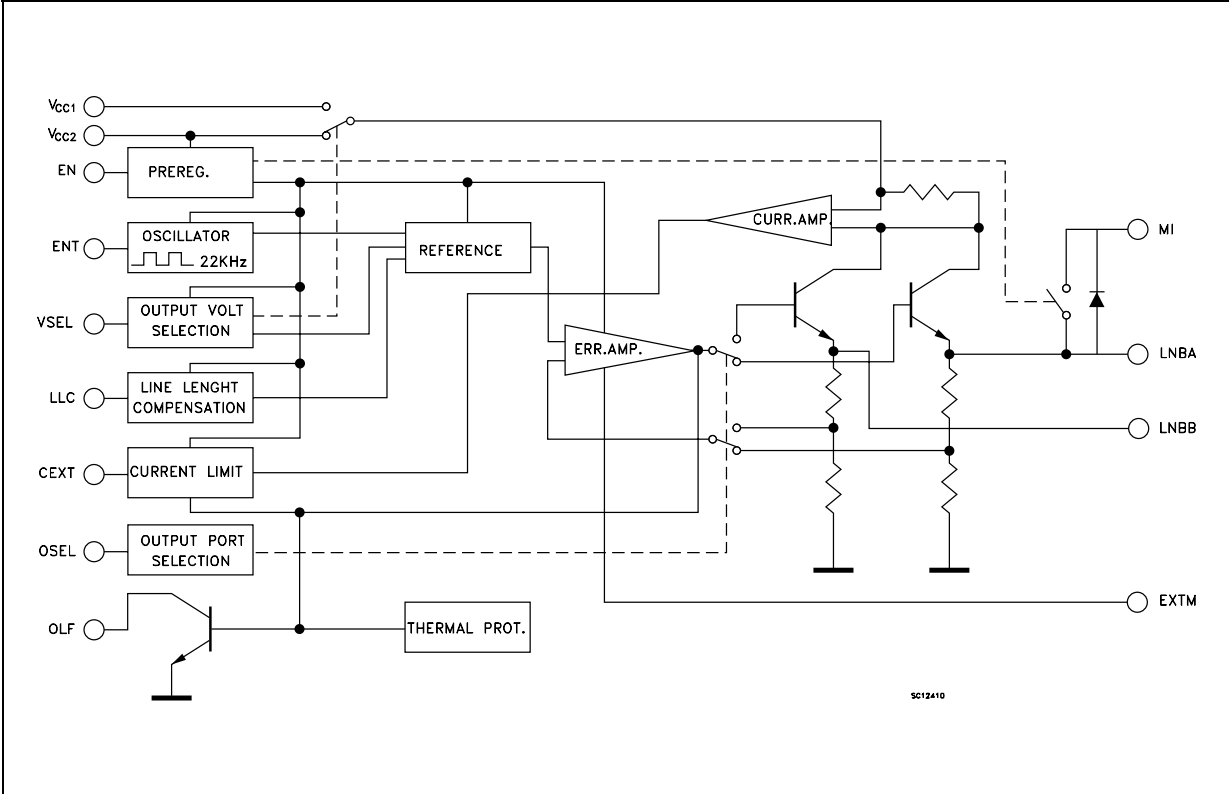 VCC1
VCC2
EN
PREREG.
ENT
OSCILLATOR
22KHz
REFERENCE
CURR.AMP.
MI
VSEL
OUTPUT VOLT
SELECTION
ERR.AMP.
LNBA
LLC
LINE LENGHT
COMPENSATION
LNBB
CEXT
CURRENT LIMIT
OSEL
OUTPUT PORT
SELECTION
OLF
THERMAL PROT.
EXTM
SC12410